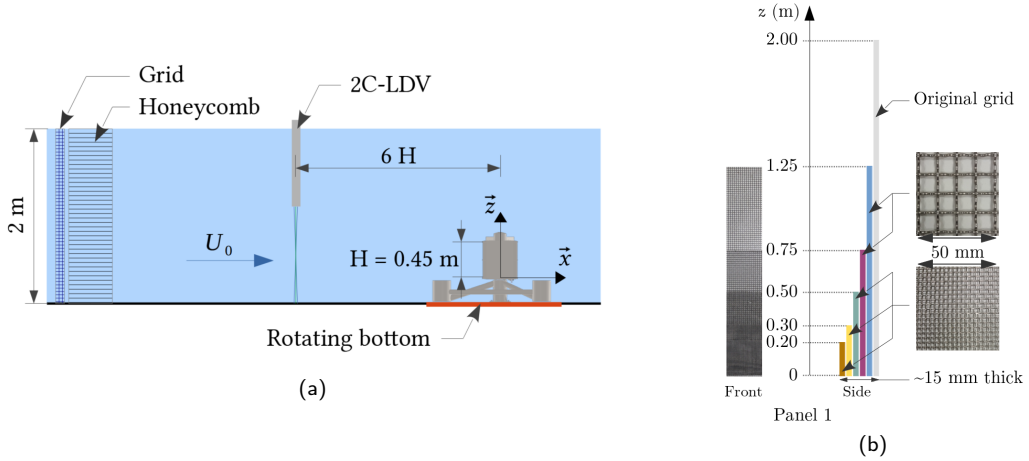 Grid
Honeycomb
2C-LDV
6 H
2 m
U0
H = 0.45 m
z⃗
x⃗
Rotating bottom
(a)
z (m)
2.00
Original grid
1.25
0.75
50 mm
0.50
0.30
0.20
0
~15 mm thick
Front
Side
Panel 1
(b)